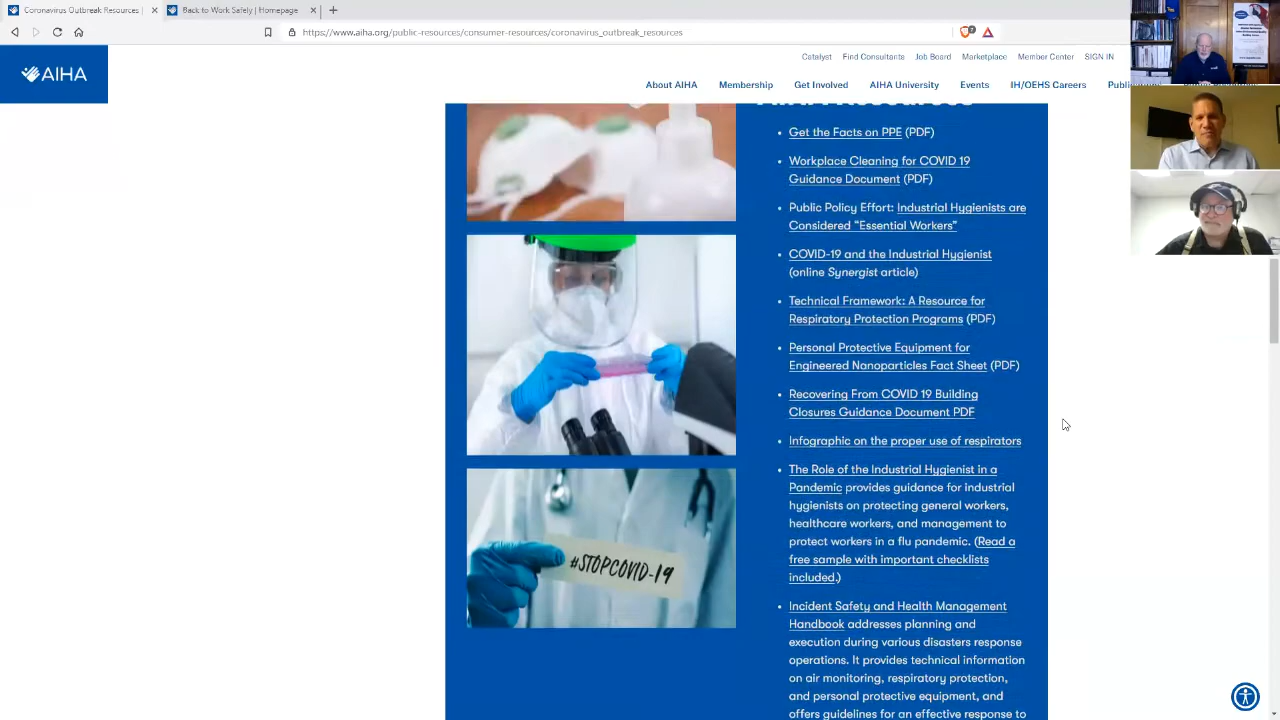 Coronavirus Outbreak Resources |
Back to Work Safely | Homepage
https://www.aiha.org/public-resources/consumer-resources/coronavirus_outbreak_resources
AIHA
Catalyst Find Consultants Job Board Marketplace Member Center SIGN IN
About AIHA Membership Get Involved AIHA University Events IH/OEHS Careers
AIHA Resources
Get the Facts on PPE (PDF)
Workplace Cleaning for COVID 19
Guidance Document (PDF)
Public Policy Effort: Industrial Hygienists are
Considered “Essential Workers”
COVID-19 and the Industrial Hygienist
(online Synergist article)
Technical Framework: A Resource for
Respiratory Protection Programs (PDF)
Personal Protective Equipment for
Engineered Nanoparticles Fact Sheet (PDF)
Recovering From COVID 19 Building
Closures Guidance Document PDF
Infographic on the proper use of respirators
The Role of the Industrial Hygienist in a
Pandemic provides guidance for industrial
hygienists on protecting general workers,
healthcare workers, and management to
protect workers in a flu pandemic. (Read a
free sample with important checklists
included.)
Incident Safety and Health Management
Handbook addresses planning and
execution during various disasters response
operations. It provides technical information
on air monitoring, respiratory protection,
and personal protective equipment, and
offers guidelines for an effective response to
#STOPCOVID-19